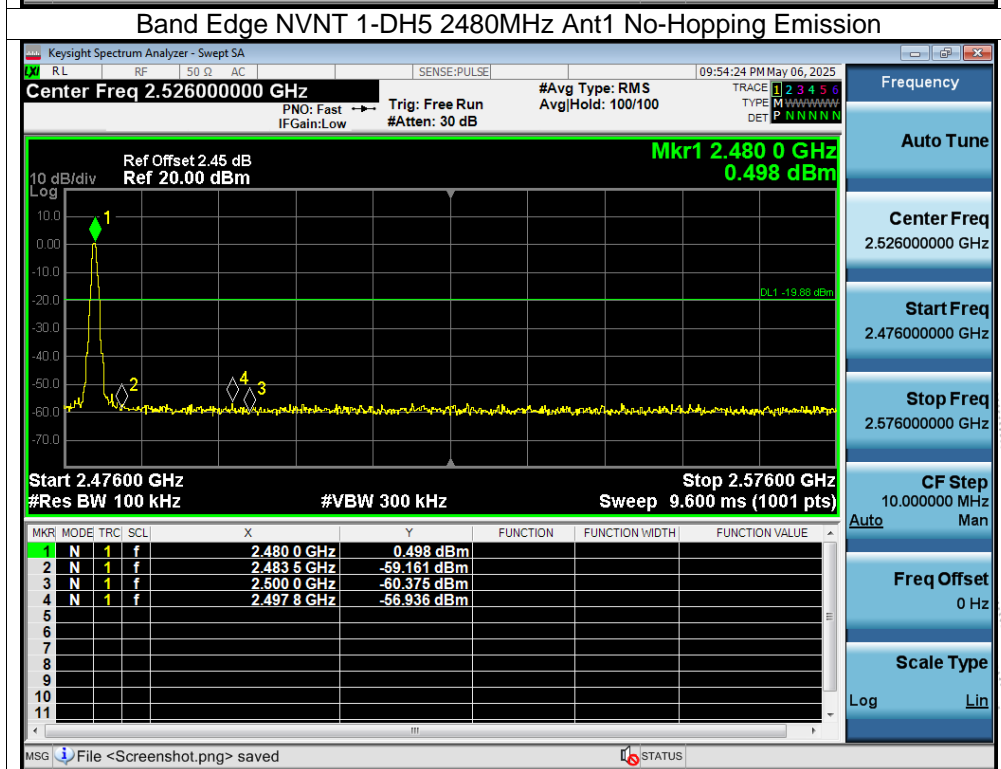 Band Edge NVNT 1-DH5 2480MHz Ant1 No-Hopping Emission
Keysight Spectrum Analyzer - Swept SA
LXI RL RF 50 Ω AC SENSE:PULSE 09:54:24 PM May 06, 2025
Center Freq 2.526000000 GHz #Avg Type: RMS TRACE 1 2 3 4 5 6
PNO: Fast Trig: Free Run Avg|Hold: 100/100 TYPE M WWWWW
IFGain:Low #Atten: 30 dB DET P N N N N N
Mkr1 2.480 0 GHz
Ref Offset 2.45 dB
10 dB/div Ref 20.00 dBm 0.498 dBm
Log
10.0
1
0.00
-10.0
-20.0
DL1 -19.88 dBm
-30.0
-40.0
-50.0
2 4 3
-60.0
-70.0
Start 2.47600 GHz Stop 2.57600 GHz
#Res BW 100 kHz #VBW 300 kHz Sweep 9.600 ms (1001 pts)
MKR MODE TRC SCL X Y FUNCTION FUNCTION WIDTH FUNCTION VALUE
1 N 1 f 2.480 0 GHz 0.498 dBm
2 N 1 f 2.483 5 GHz -59.161 dBm
3 N 1 f 2.500 0 GHz -60.375 dBm
4 N 1 f 2.497 8 GHz -56.936 dBm
5
6
7
8
9
10
11
MSG File <Screenshot.png> saved STATUS
Frequency
Auto Tune
Center Freq
2.526000000 GHz
Start Freq
2.476000000 GHz
Stop Freq
2.576000000 GHz
CF Step
10.000000 MHz
Auto Man
Freq Offset
0 Hz
Scale Type
Log Lin